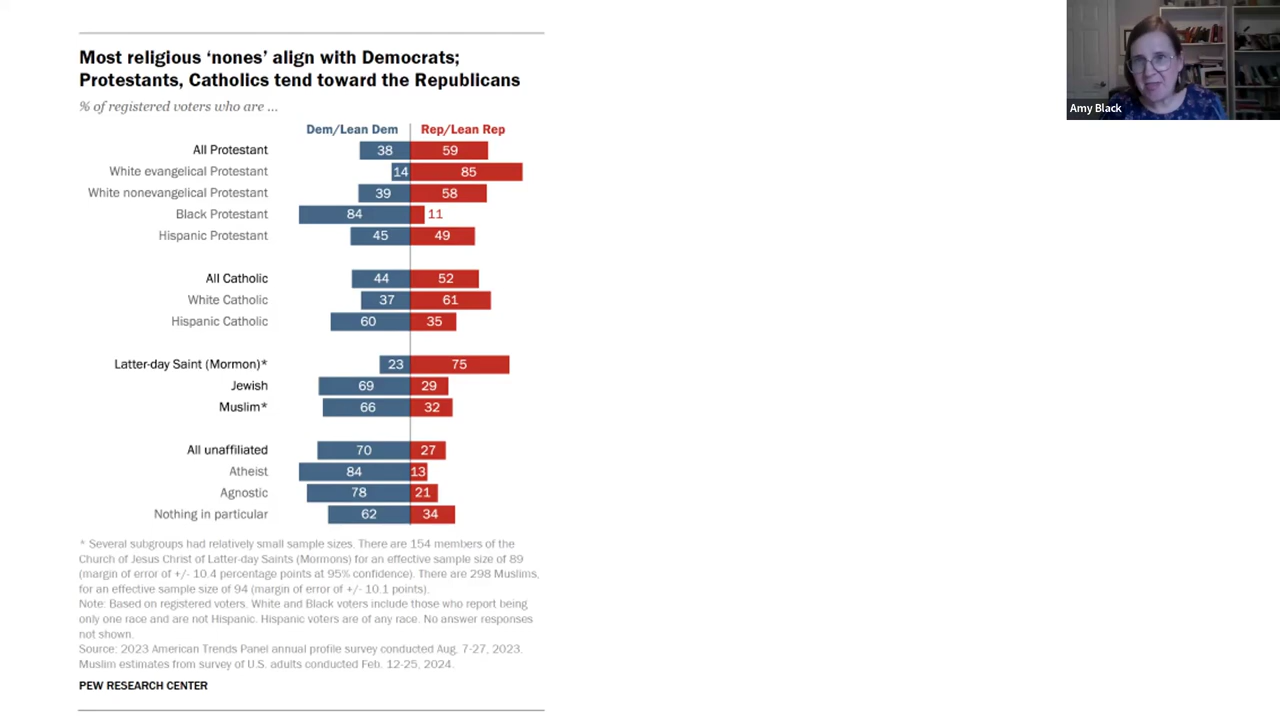 Most religious ‘nones’ align with Democrats;
Protestants, Catholics tend toward the Republicans
% of registered voters who are ...
Dem/Lean Dem Rep/Lean Rep
All Protestant 38 59
White evangelical Protestant 14 85
White nonevangelical Protestant 39 58
Black Protestant 84 11
Hispanic Protestant 45 49
All Catholic 44 52
White Catholic 37 61
Hispanic Catholic 60 35
Latter-day Saint (Mormon)* 23 75
Jewish 69 29
Muslim* 66 32
All unaffiliated 70 27
Atheist 84 13
Agnostic 78 21
Nothing in particular 62 34
* Several subgroups had relatively small sample sizes. There are 154 members of the
Church of Jesus Christ of Latter-day Saints (Mormons) for an effective sample size of 89
(margin of error of +/- 10.4 percentage points at 95% confidence). There are 298 Muslims,
for an effective sample size of 94 (margin of error of +/- 10.1 points).
Note: Based on registered voters. White and Black voters include those who report being
only one race and are not Hispanic. Hispanic voters are of any race. No answer responses
not shown.
Source: 2023 American Trends Panel annual profile survey conducted Aug. 7-27, 2023.
Muslim estimates from survey of U.S. adults conducted Feb. 12-25, 2024.
PEW RESEARCH CENTER
Amy Black